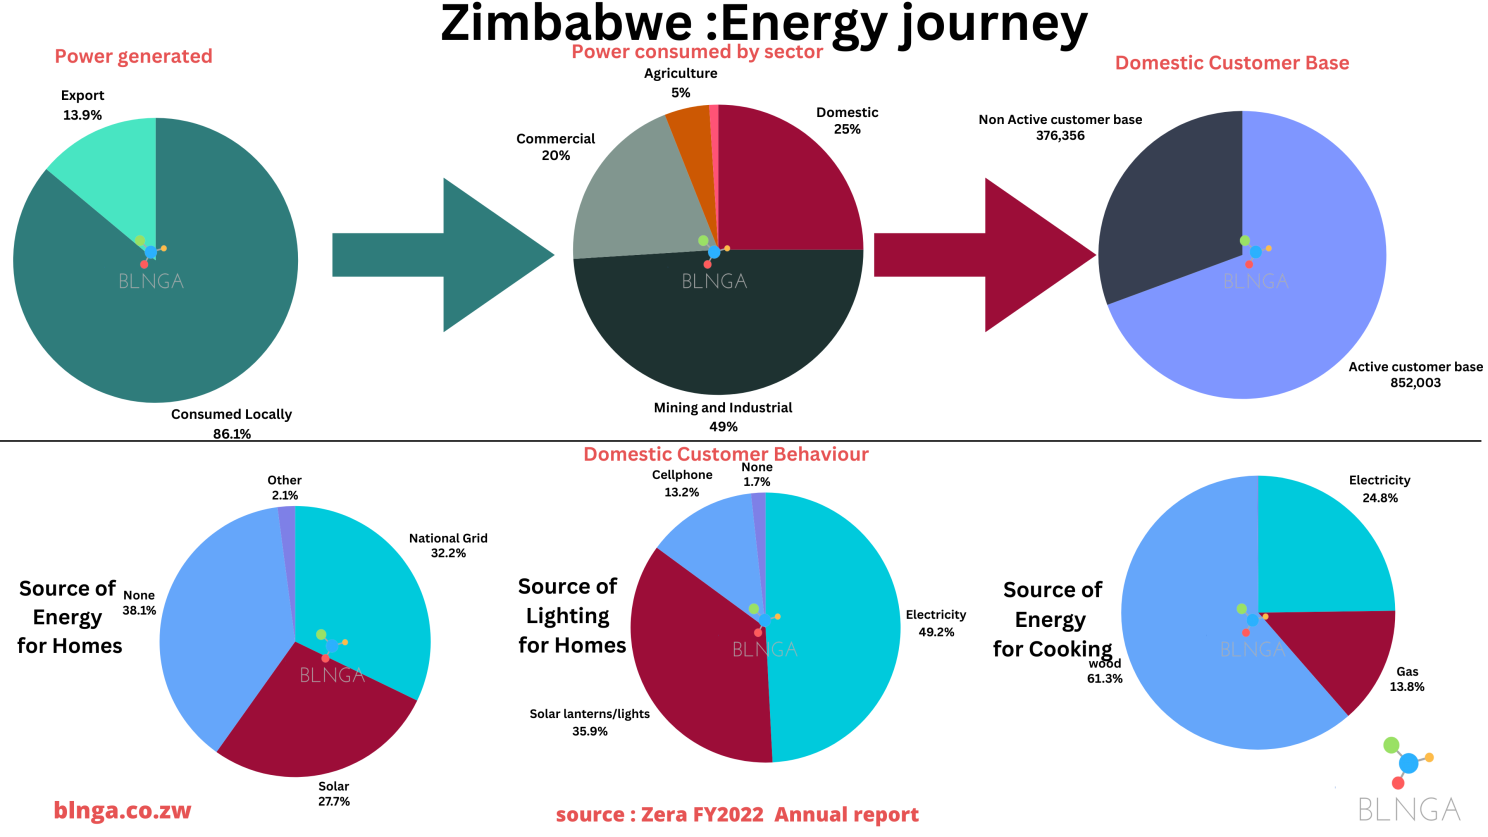 Zimbabwe :Energy journey
Power generated
Export
13.9%
BLNGA
Consumed Locally
86.1%
Power consumed by sector
Agriculture
5%
Domestic
25%
Commercial
20%
BLNGA
Mining and Industrial
49%
Domestic Customer Base
Non Active customer base
376,356
BLNGA
Active customer base
852,003
Domestic Customer Behaviour
Source of
Energy
for Homes
Other
2.1%
National Grid
32.2%
None
38.1%
BLNGA
Solar
27.7%
Source of
Lighting
for Homes
Cellphone
13.2%
None
1.7%
Electricity
49.2%
BLNGA
Solar lanterns/lights
35.9%
Source of
Energy
for Cooking
Electricity
24.8%
BLNGA
wood
61.3%
Gas
13.8%
blnga.co.zw
source : Zera FY2022 Annual report
BLNGA